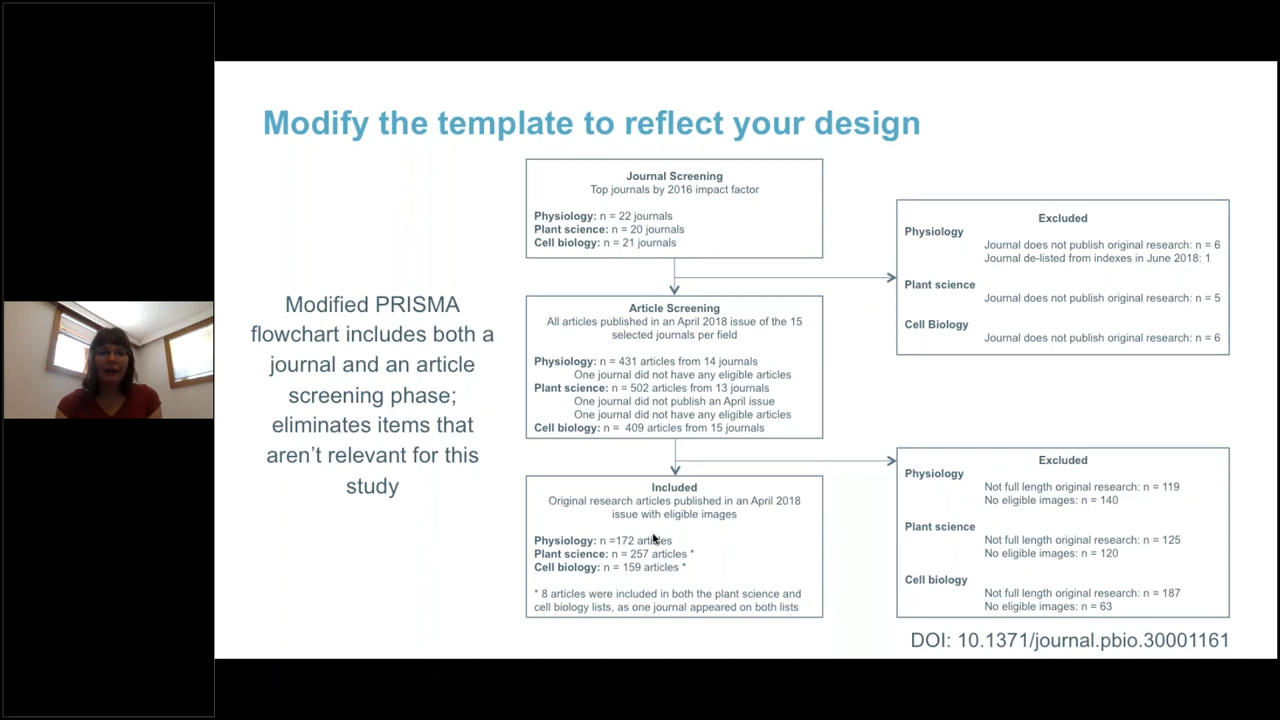 Modify the template to reflect your design
Modified PRISMA
flowchart includes both a
journal and an article
screening phase;
eliminates items that
aren't relevant for this
study
Journal Screening
Top journals by 2016 impact factor
Physiology: n = 22 journals
Plant science: n = 20 journals
Cell biology: n = 21 journals
Excluded
Physiology
Journal does not publish original research: n = 6
Journal de-listed from indexes in June 2018: 1
Plant science
Journal does not publish original research: n = 5
Cell Biology
Journal does not publish original research: n = 6
Article Screening
All articles published in an April 2018 issue of the 15
selected journals per field
Physiology: n = 431 articles from 14 journals
One journal did not have any eligible articles
Plant science: n = 502 articles from 13 journals
One journal did not publish an April issue
One journal did not have any eligible articles
Cell biology: n =  409 articles from 15 journals
Excluded
Physiology
Not full length original research: n = 119
No eligible images: n = 140
Plant science
Not full length original research: n = 125
No eligible images: n = 120
Cell biology
Not full length original research: n = 187
No eligible images: n = 63
Included
Original research articles published in an April 2018
issue with eligible images
Physiology: n =172 articles
Plant science: n = 257 articles *
Cell biology: n = 159 articles *
* 8 articles were included in both the plant science and
cell biology lists, as one journal appeared on both lists
DOI: 10.1371/journal.pbio.30001161